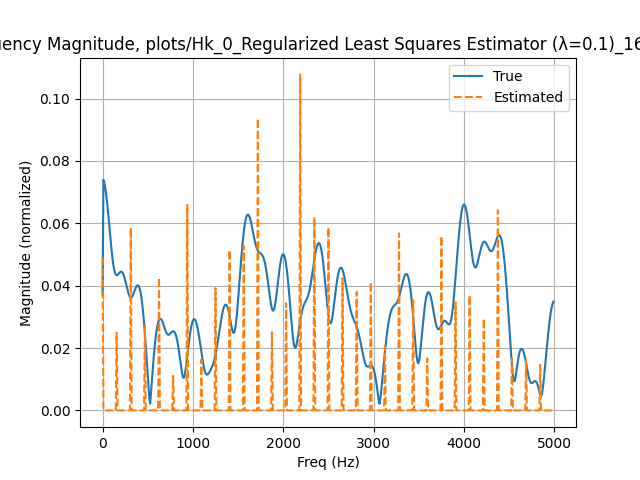 uency Magnitude, plots/Hk_0_Regularized Least Squares Estimator (λ=0.1)_16
True
Estimated
Magnitude (normalized)
0.10
0.08
0.06
0.04
0.02
0.00
0 1000 2000 3000 4000 5000
Freq (Hz)